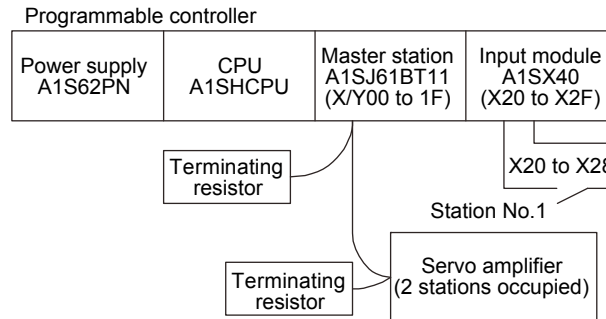 Programmable controller
Power supply
A1S62PN
CPU
A1SHCPU
Master station
A1SJ61BT11
(X/Y00 to 1F)
Input module
A1SX40
(X20 to X2F)
Terminating
resistor
X20 to X28
Station No.1
Terminating
resistor
Servo amplifier
(2 stations occupied)